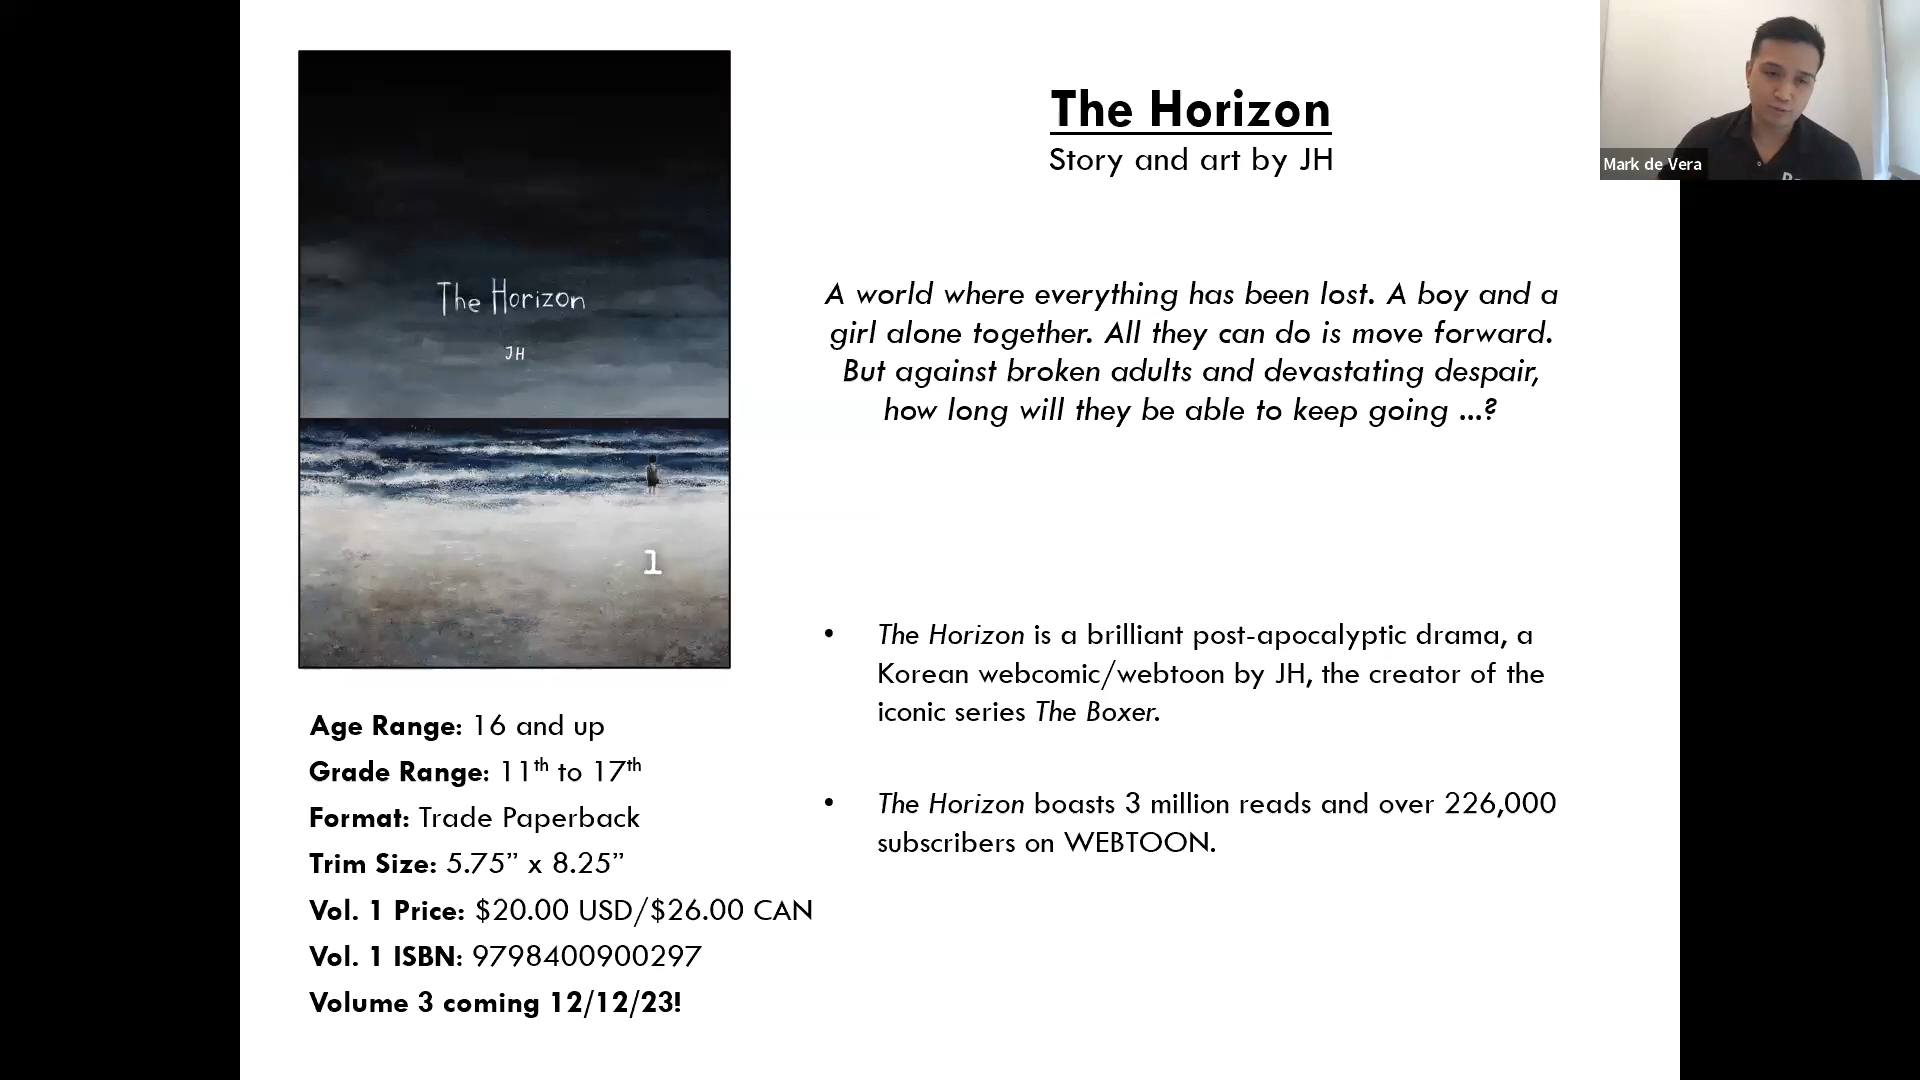 The Horizon
JH
1
The Horizon
Story and art by JH
A world where everything has been lost. A boy and a
girl alone together. All they can do is move forward.
But against broken adults and devastating despair,
how long will they be able to keep going ...?
• The Horizon is a brilliant post-apocalyptic drama, a
Korean webcomic/webtoon by JH, the creator of the
iconic series The Boxer.
• The Horizon boasts 3 million reads and over 226,000
subscribers on WEBTOON.
Age Range: 16 and up
Grade Range: 11th to 17th
Format: Trade Paperback
Trim Size: 5.75” x 8.25”
Vol. 1 Price: $20.00 USD/$26.00 CAN
Vol. 1 ISBN: 9798400900297
Volume 3 coming 12/12/23!
Mark de Vera